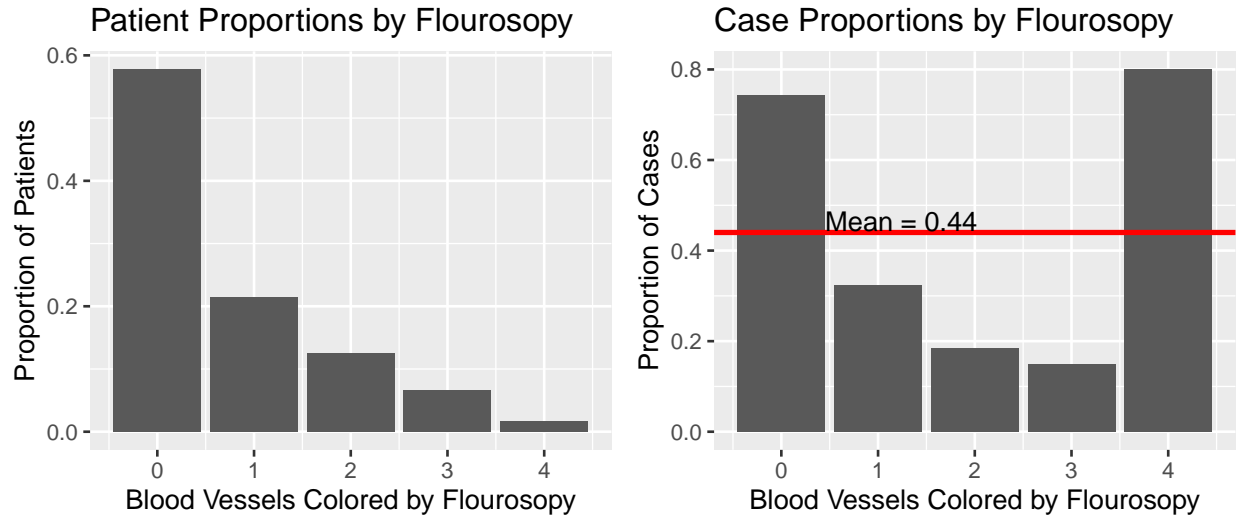 Patient Proportions by Flourosopy
Proportion of Patients
0.6
0.4
0.2
0.0
0 1 2 3 4
Blood Vessels Colored by Flourosopy
Case Proportions by Flourosopy
Proportion of Cases
0.8
0.6
0.4
0.2
0.0
Mean = 0.44
0 1 2 3 4
Blood Vessels Colored by Flourosopy